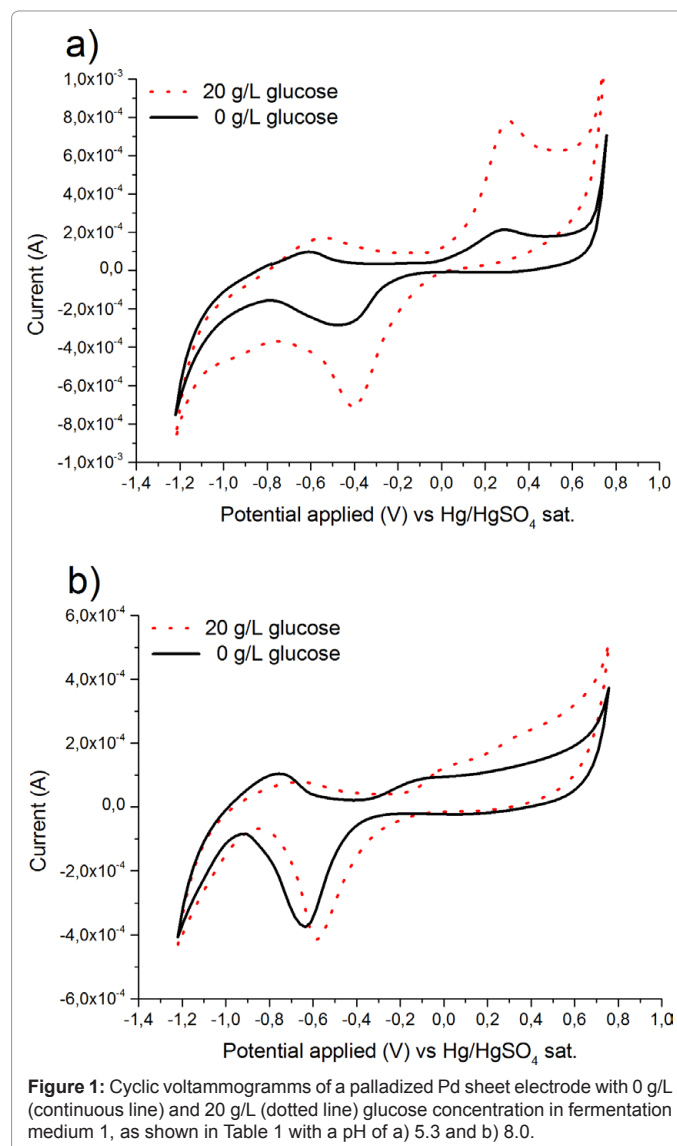 a)
1,0x10⁻³
8,0x10⁻⁴
6,0x10⁻⁴
4,0x10⁻⁴
2,0x10⁻⁴
0,0
-2,0x10⁻⁴
-4,0x10⁻⁴
-6,0x10⁻⁴
-8,0x10⁻⁴
-1,0x10⁻³
Current (A)
20 g/L glucose
0 g/L glucose
-1,4 -1,2 -1,0 -0,8 -0,6 -0,4 -0,2 0,0 0,2 0,4 0,6 0,8 1,0
Potential applied (V) vs Hg/HgSO₄ sat.
b)
6,0x10⁻⁴
4,0x10⁻⁴
2,0x10⁻⁴
0,0
-2,0x10⁻⁴
-4,0x10⁻⁴
-6,0x10⁻⁴
Current (A)
20 g/L glucose
0 g/L glucose
-1,4 -1,2 -1,0 -0,8 -0,6 -0,4 -0,2 0,0 0,2 0,4 0,6 0,8 1,0
Potential applied (V) vs Hg/HgSO₄ sat.
Figure 1: Cyclic voltammogramms of a palladized Pd sheet electrode with 0 g/L
(continuous line) and 20 g/L (dotted line) glucose concentration in fermentation
medium 1, as shown in Table 1 with a pH of a) 5.3 and b) 8.0.